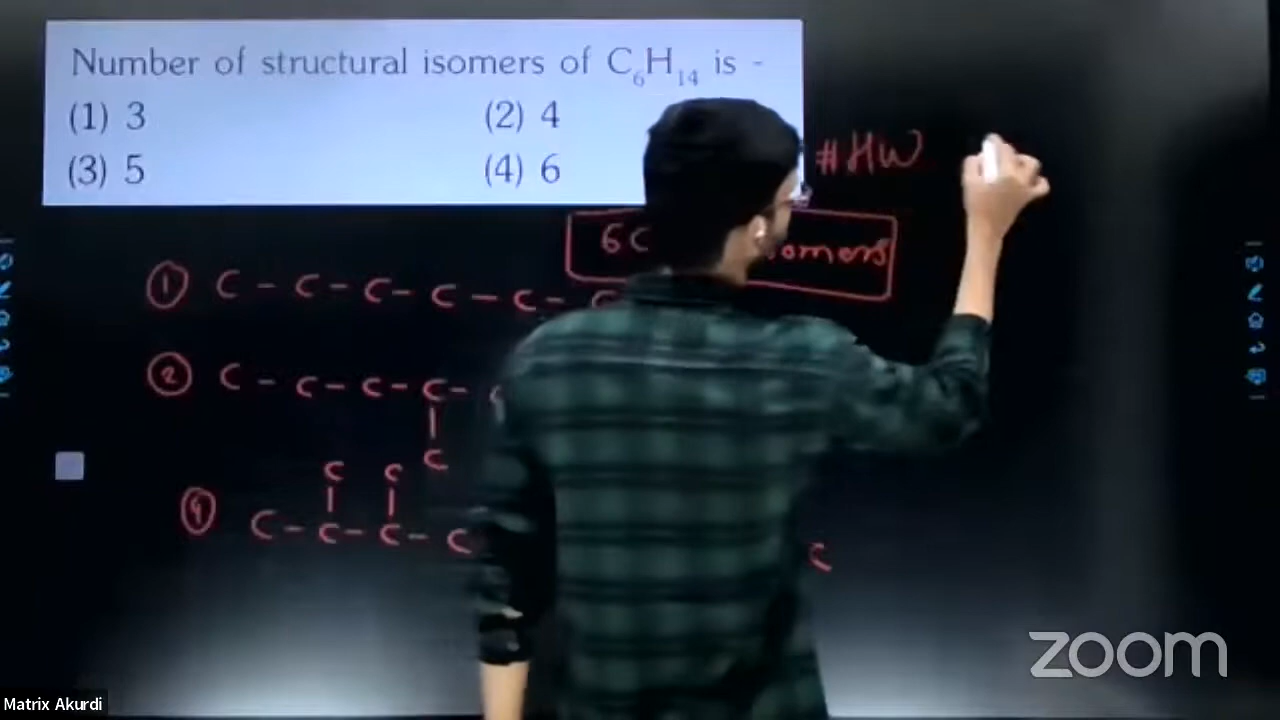 Number of structural isomers of C₆H₁₄ is -
(1) 3 (2) 4
(3) 5 (4) 6
#HW
6C
① C - C - C - C - C - C
② C - C - C - C - C
C
C C
④ C - C - C - C
C
ZOOM
Matrix Akurdi